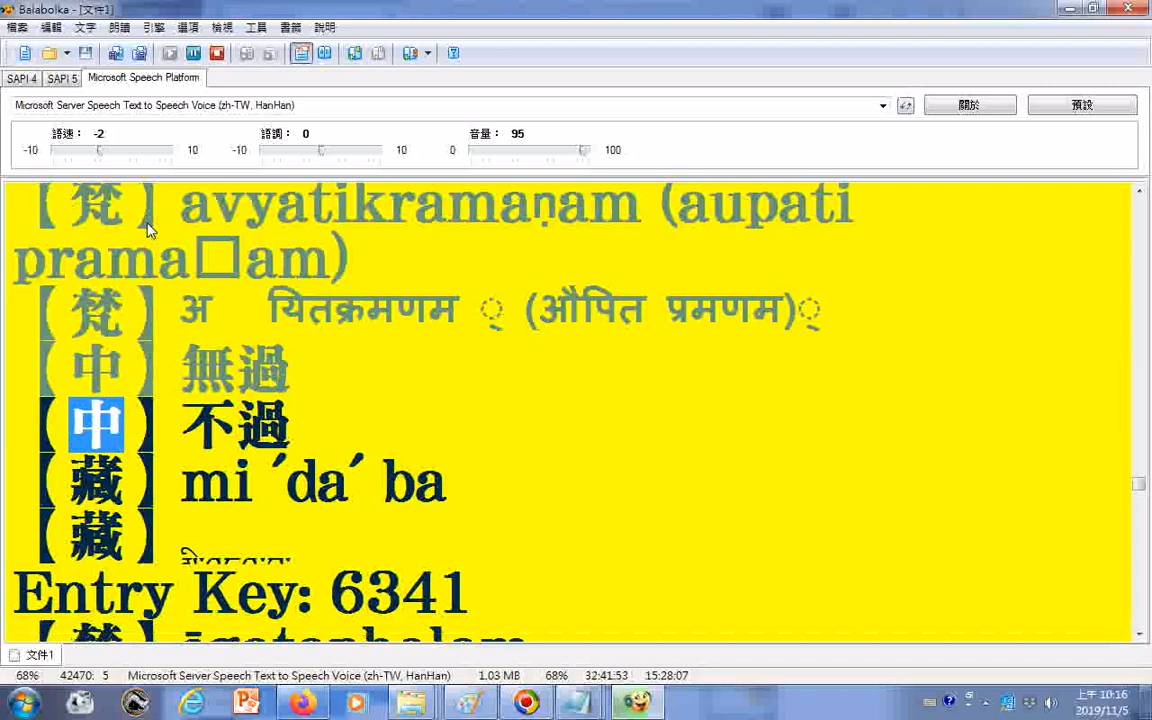 Balabolka - [文件1]
檔案 編輯 文字 朗讀 引擎 選項 檢視 工具 書籤 說明
SAPI 4 SAPI 5 Microsoft Speech Platform
Microsoft Server Speech Text to Speech Voice (zh-TW, HanHan) 關於 預設
語速： -2 語調： 0 音量： 95
-10 10 -10 10 0 100
【梵】 avyatikramaṇam (aupati
prama□am)
【梵】 अ यितक्रमणम ् (औपित प्रमणम)्
【中】 無過
【中】 不過
【藏】 mi ´da´ ba
【藏】
Entry Key: 6341
【梵】
文件1
68% 42470: 5 Microsoft Server Speech Text to Speech Voice (zh-TW, HanHan) 1.03 MB 68% 32:41:53 15:28:07
上午 10:16
2019/11/5